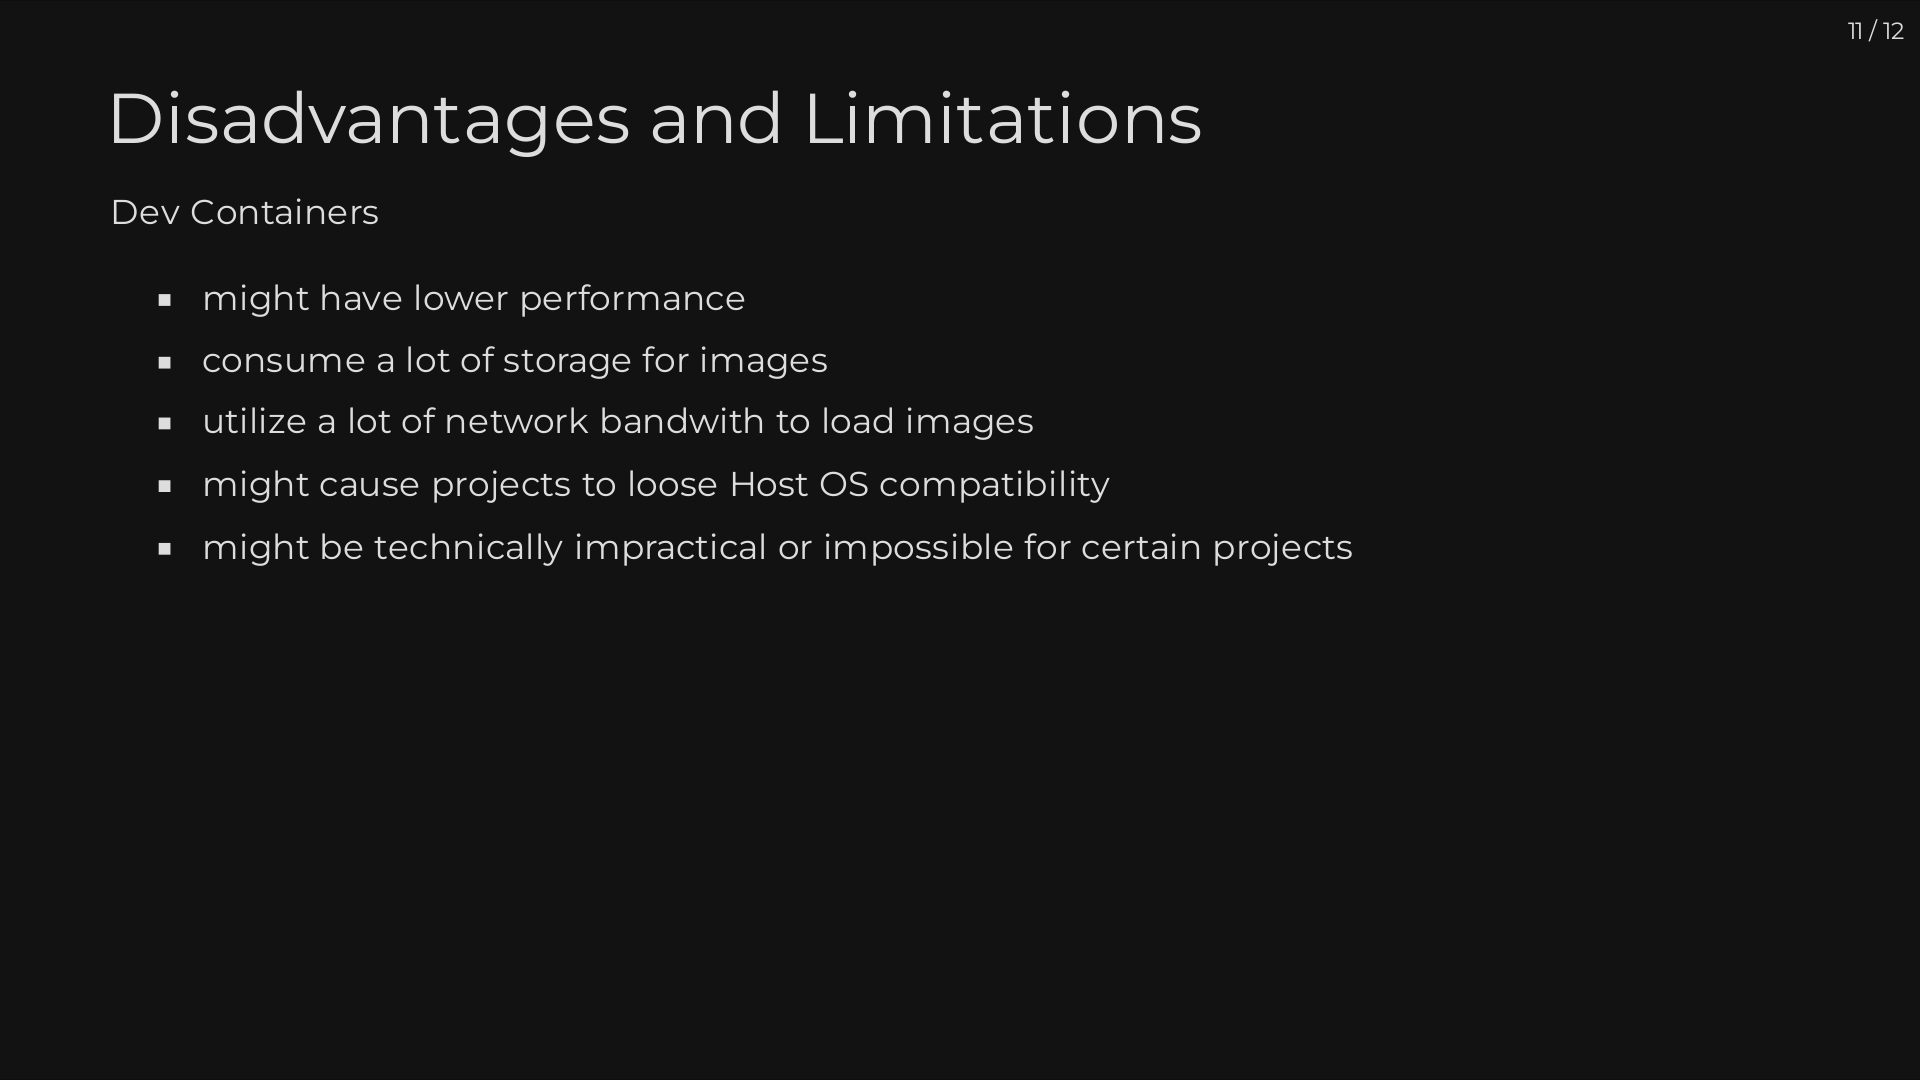 11 / 12
Disadvantages and Limitations
Dev Containers
▪ might have lower performance
▪ consume a lot of storage for images
▪ utilize a lot of network bandwith to load images
▪ might cause projects to loose Host OS compatibility
▪ might be technically impractical or impossible for certain projects